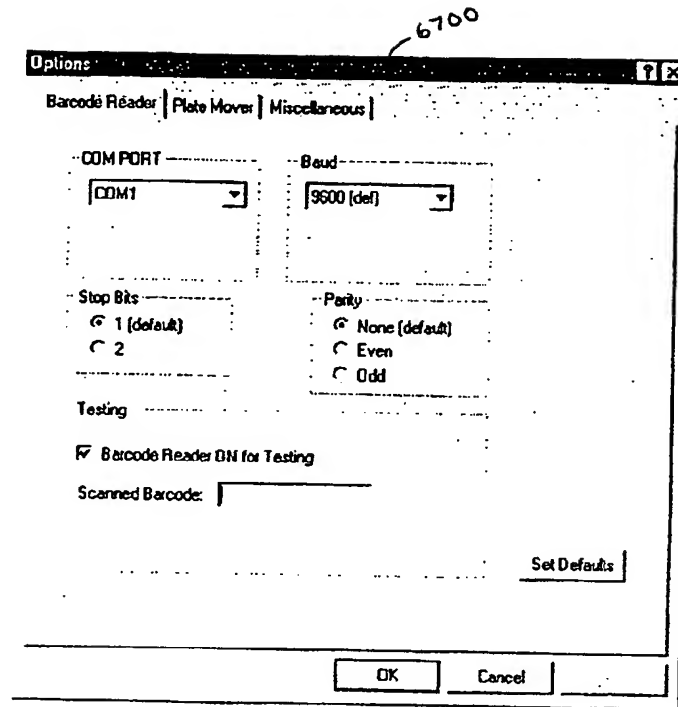 6700
Options
Barcode Reader Plate Mover Miscellaneous
COM PORT Baud
COM1 9600 (def)
Stop Bits Parity
1 (default) None (default)
2 Even
Odd
Testing
Barcode Reader ON for Testing
Scanned Barcode:
Set Defaults
OK Cancel